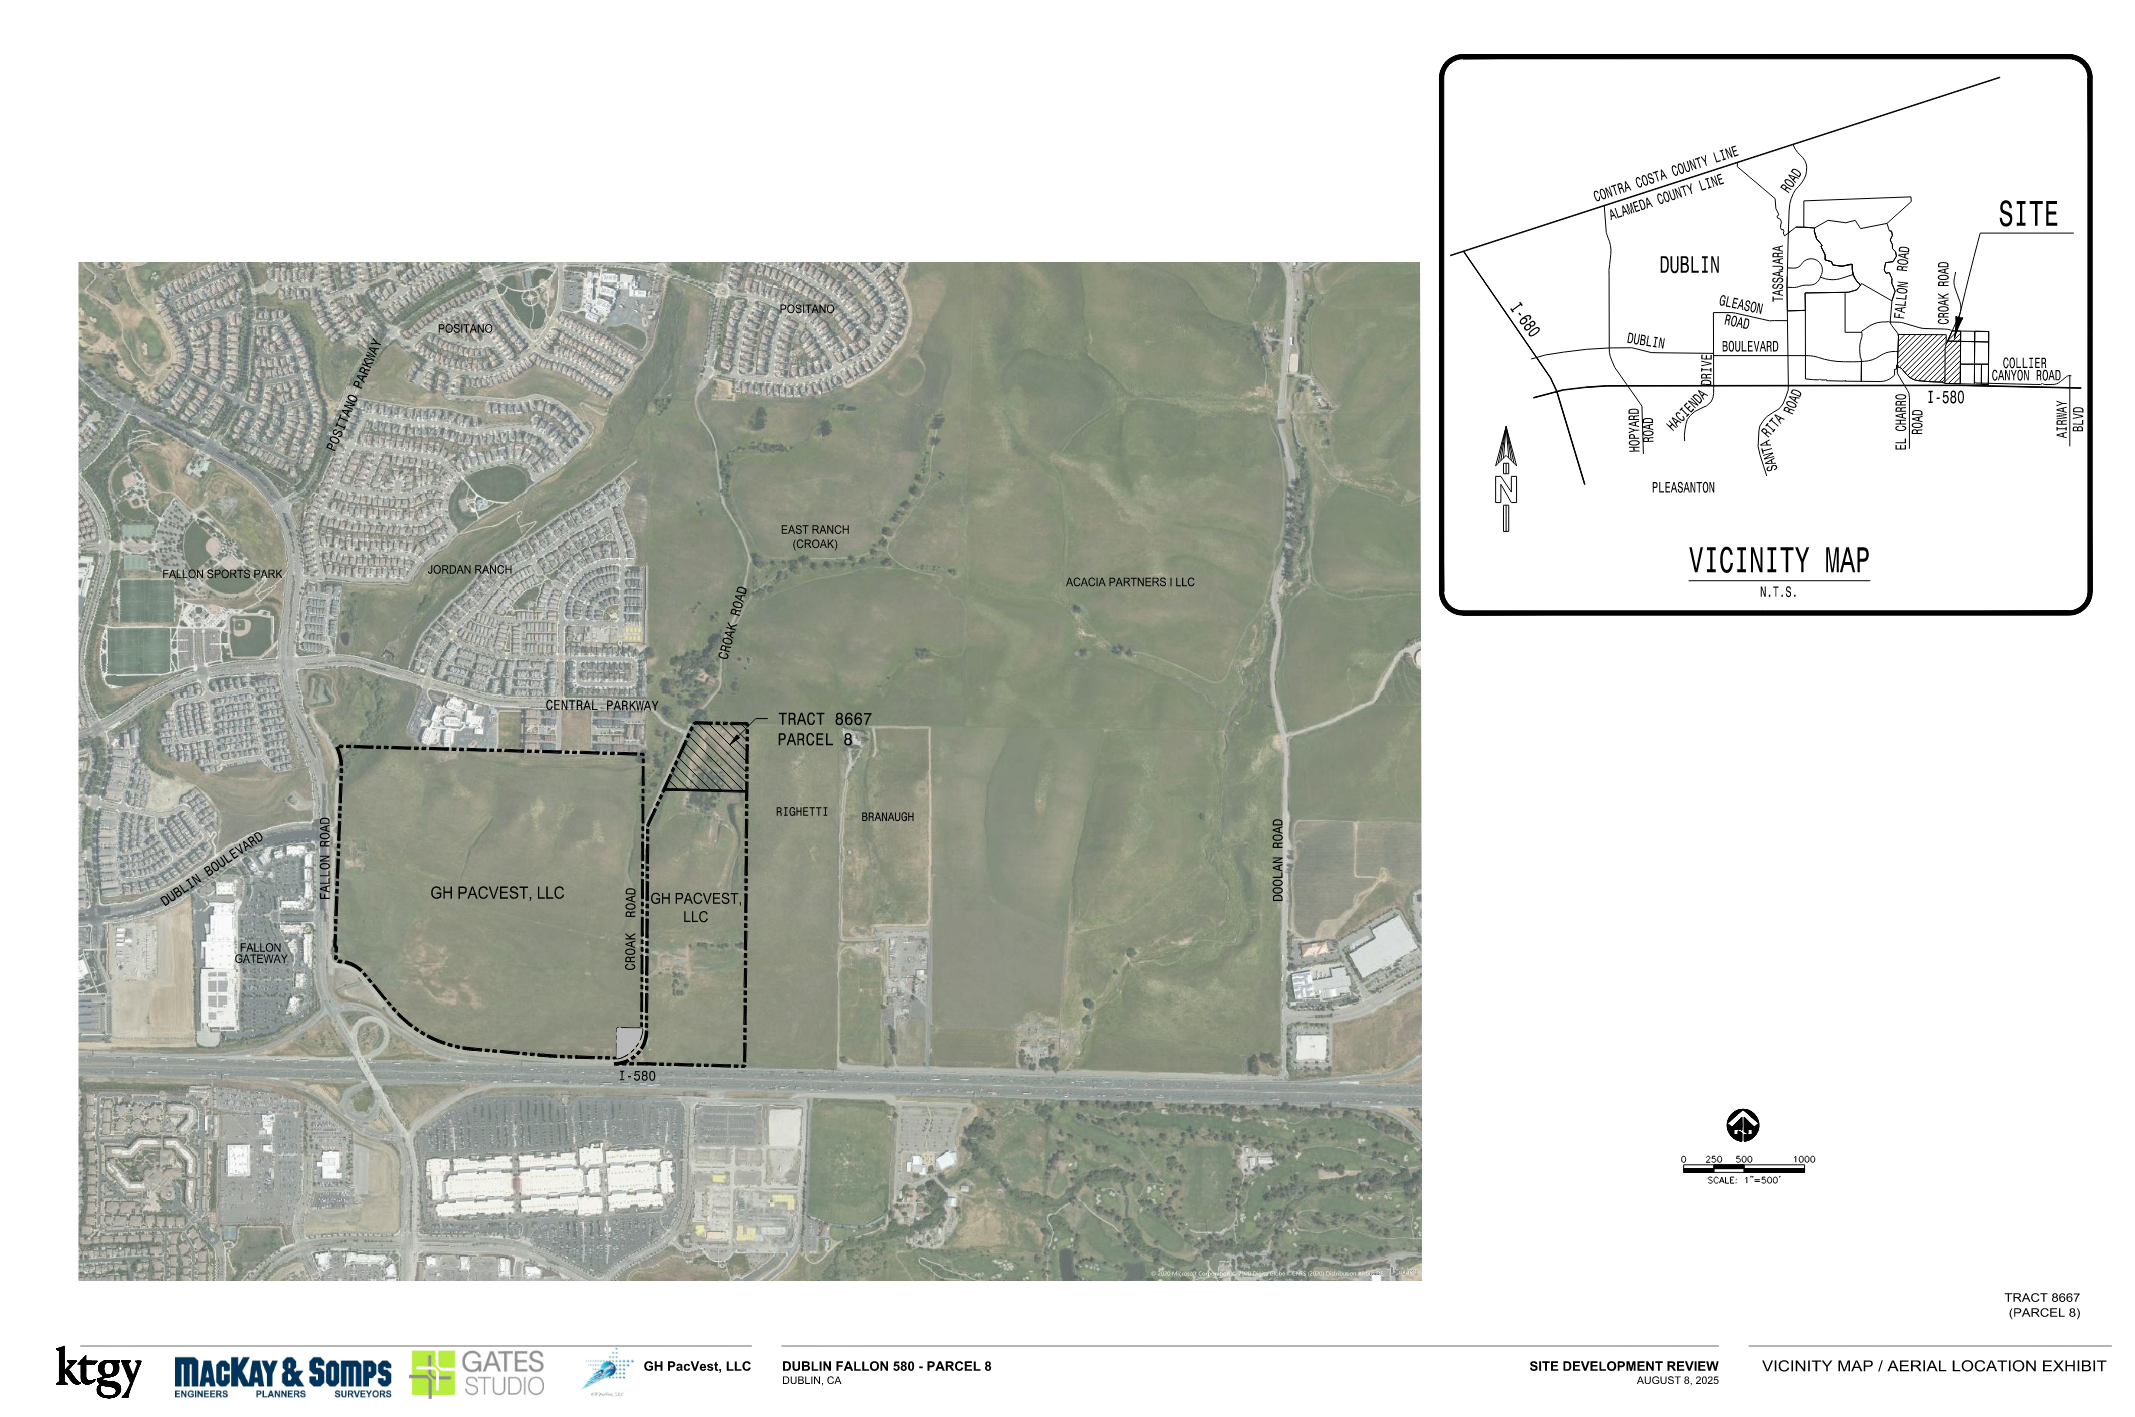 CONTRA COSTA COUNTY LINE
ALAMEDA COUNTY LINE
ROAD
SITE
DUBLIN
TASSAJARA
FALLON ROAD
CROAK ROAD
I-680
GLEASON
ROAD
DUBLIN
BOULEVARD
COLLIER
CANYON ROAD
I-580
HOPYARD
ROAD
HACIENDA DRIVE
SANTA RITA ROAD
EL CHARRO
ROAD
AIRWAY
BLVD
N
PLEASANTON
VICINITY MAP
N.T.S.
POSITANO
POSITANO
POSITANO PARKWAY
EAST RANCH
(CROAK)
FALLON SPORTS PARK
JORDAN RANCH
ACACIA PARTNERS I LLC
CROAK ROAD
CENTRAL PARKWAY
TRACT 8667
PARCEL 8
RIGHETTI
BRANAUGH
DUBLIN BOULEVARD
FALLON ROAD
GH PACVEST, LLC
CROAK ROAD
GH PACVEST,
LLC
DOOLAN ROAD
FALLON
GATEWAY
I-580
0 250 500 1000
SCALE: 1"=500'
TRACT 8667
(PARCEL 8)
ktgy
MACKAY & SOMPS
ENGINEERS PLANNERS SURVEYORS
GATES
STUDIO
GH PacVest, LLC
DUBLIN FALLON 580 - PARCEL 8
DUBLIN, CA
SITE DEVELOPMENT REVIEW
AUGUST 8, 2025
VICINITY MAP / AERIAL LOCATION EXHIBIT